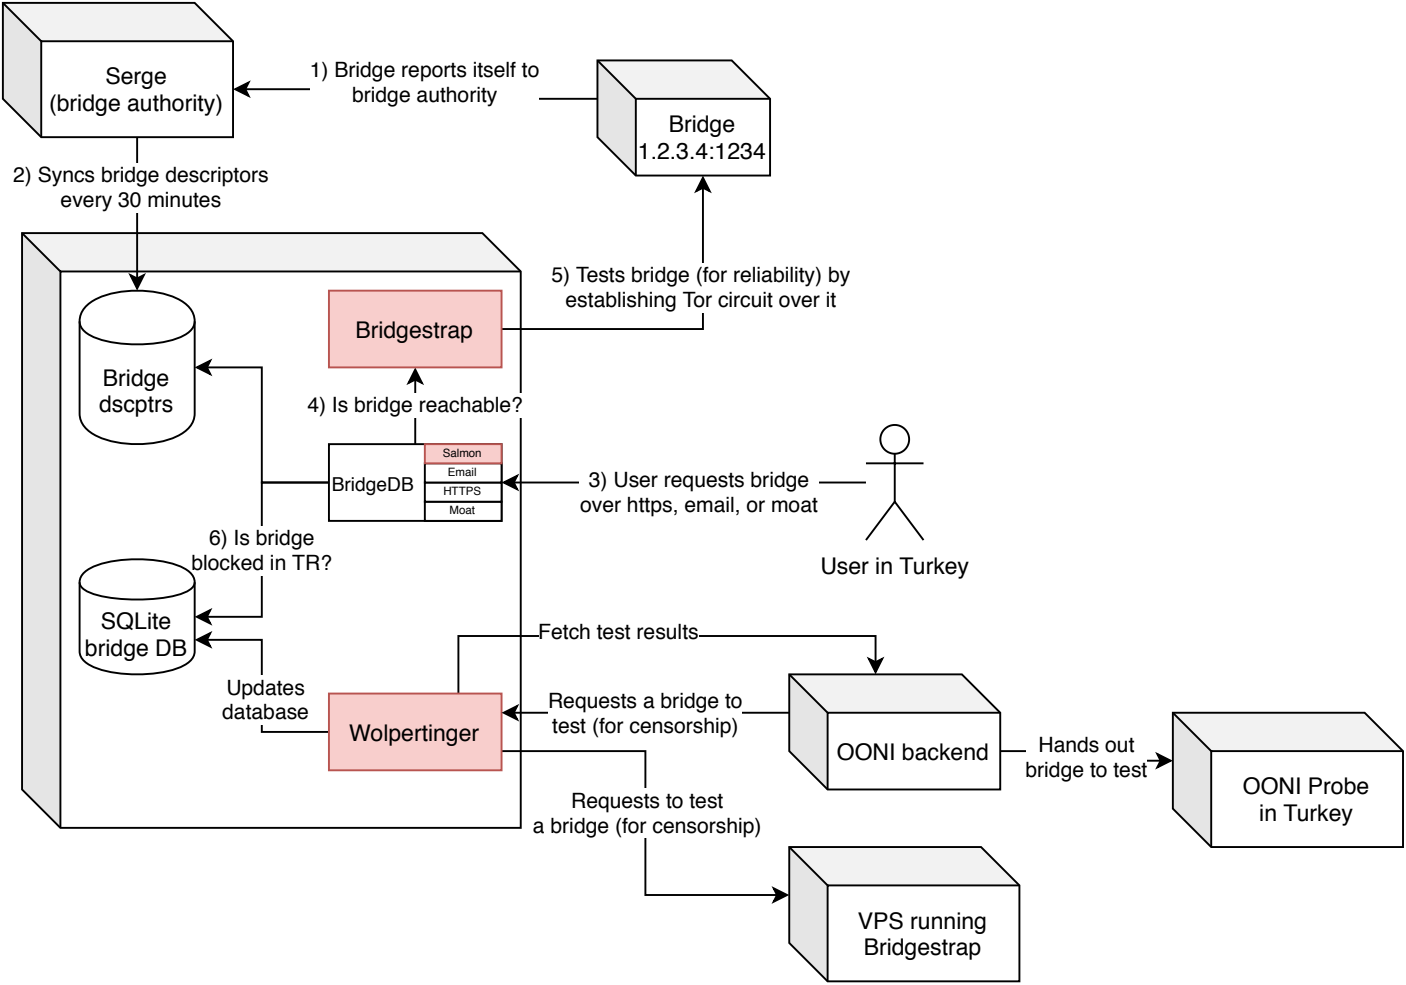 Serge
(bridge authority)
1) Bridge reports itself to
bridge authority
Bridge
1.2.3.4:1234
2) Syncs bridge descriptors
every 30 minutes
5) Tests bridge (for reliability) by
establishing Tor circuit over it
Bridgestrap
Bridge
dscptrs
4) Is bridge reachable?
BridgeDB
Salmon
Email
HTTPS
Moat
3) User requests bridge
over https, email, or moat
User in Turkey
6) Is bridge
blocked in TR?
SQLite
bridge DB
Fetch test results
Updates
database
Wolpertinger
Requests a bridge to
test (for censorship)
OONI backend
Hands out
bridge to test
OONI Probe
in Turkey
Requests to test
a bridge (for censorship)
VPS running
Bridgestrap